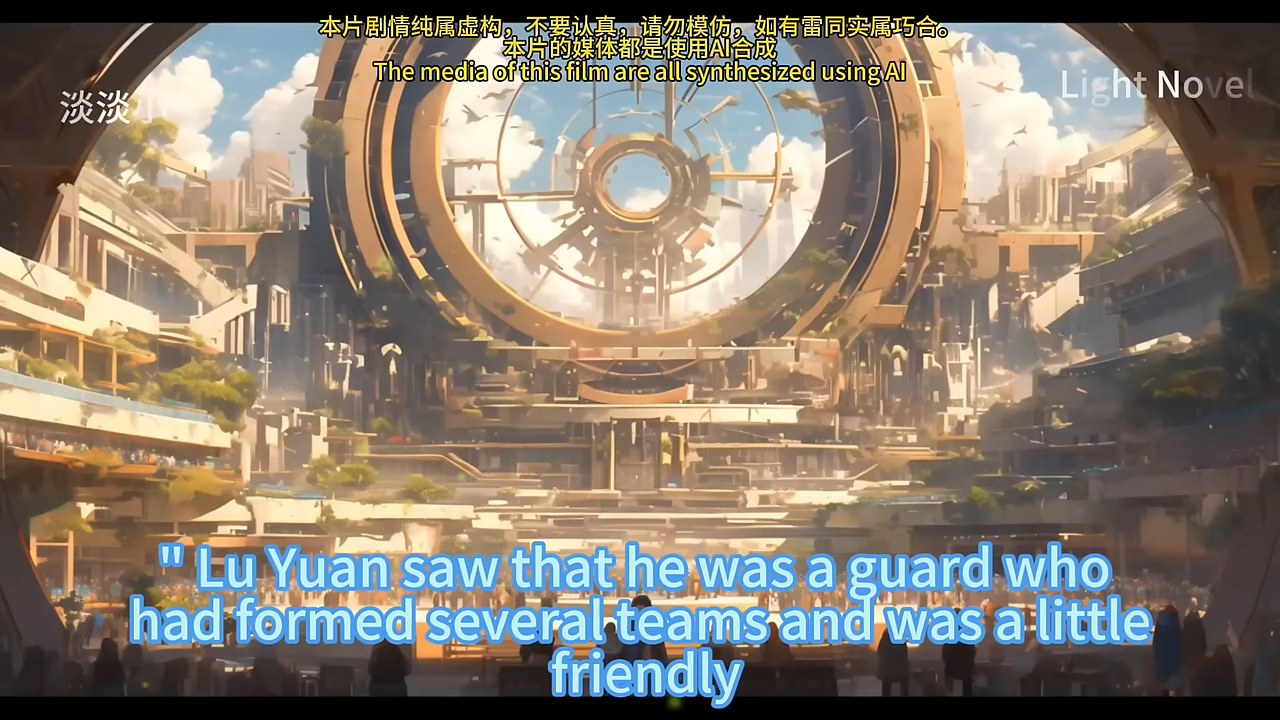 本片剧情纯属虚构，不要认真，请勿模仿，如有雷同实属巧合。
本片的媒体都是使用AI合成
The media of this film are all synthesized using AI
淡淡
Light Novel
" Lu Yuan saw that he was a guard who
had formed several teams and was a little
friendly